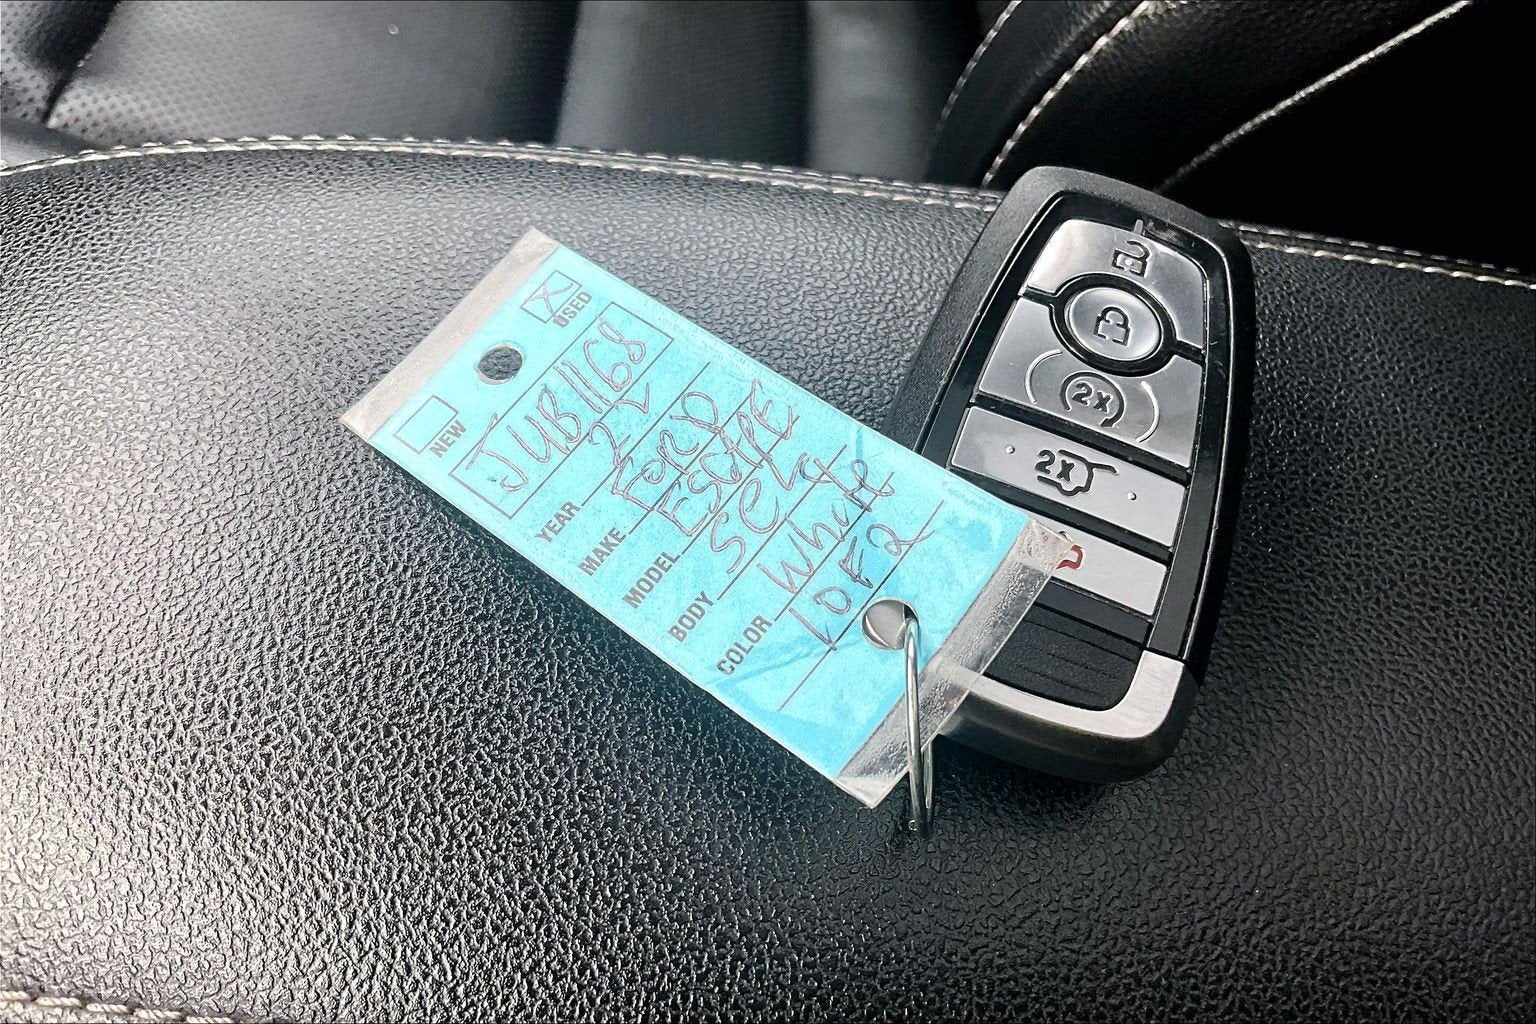 X USED
NEW
JUB1168
YEAR 22
MAKE FORD
MODEL ESCAPE
BODY SEL
COLOR White
1 OF 2
2x
2x